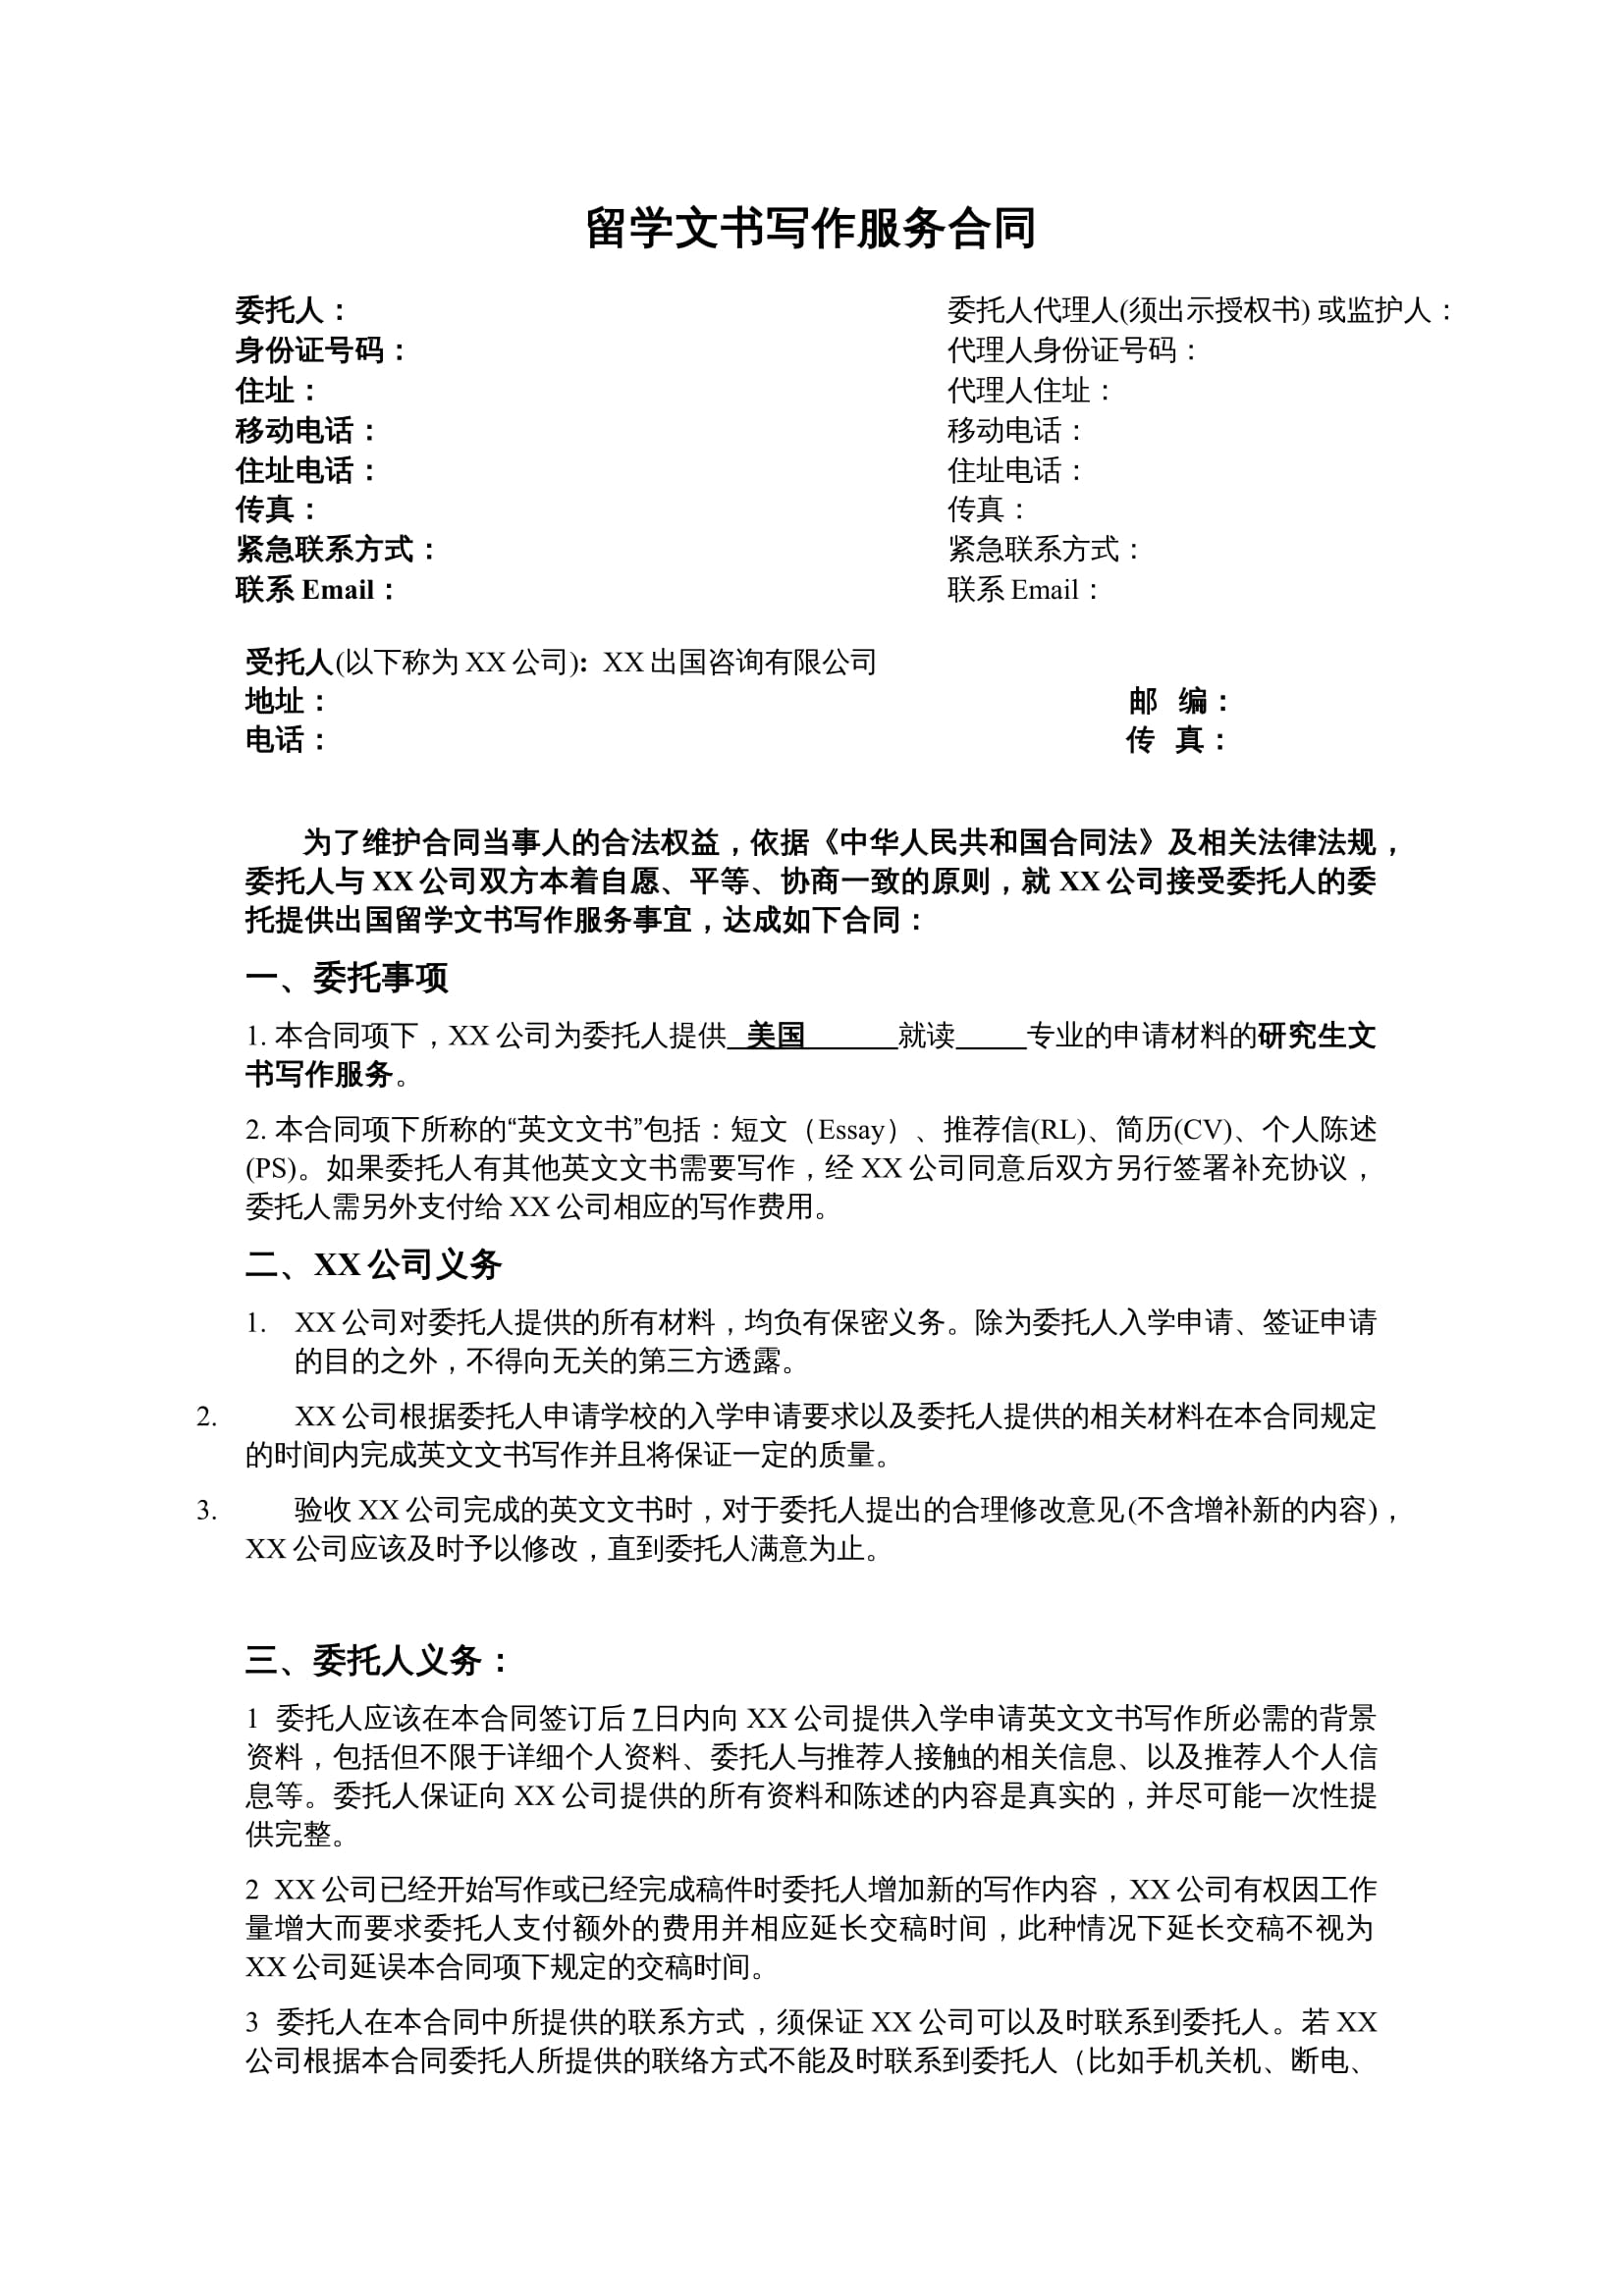 留学文书写作服务合同
委托人： 委托人代理人(须出示授权书) 或监护人：
身份证号码： 代理人身份证号码：
住址： 代理人住址：
移动电话： 移动电话：
住址电话： 住址电话：
传真： 传真：
紧急联系方式： 紧急联系方式：
联系 Email： 联系 Email：
受托人(以下称为 XX 公司): XX 出国咨询有限公司
地址： 邮 编：
电话： 传 真：
为了维护合同当事人的合法权益，依据《中华人民共和国合同法》及相关法律法规，
委托人与 XX 公司双方本着自愿、平等、协商一致的原则，就 XX 公司接受委托人的委
托提供出国留学文书写作服务事宜，达成如下合同：
一、委托事项
1. 本合同项下，XX 公司为委托人提供 美国 就读_____专业的申请材料的研究生文
书写作服务。
2. 本合同项下所称的“英文文书”包括：短文（Essay）、推荐信(RL)、简历(CV)、个人陈述
(PS)。如果委托人有其他英文文书需要写作，经 XX 公司同意后双方另行签署补充协议，
委托人需另外支付给 XX 公司相应的写作费用。
二、XX 公司义务
1. XX 公司对委托人提供的所有材料，均负有保密义务。除为委托人入学申请、签证申请
的目的之外，不得向无关的第三方透露。
2. XX 公司根据委托人申请学校的入学申请要求以及委托人提供的相关材料在本合同规定
的时间内完成英文文书写作并且将保证一定的质量。
3. 验收 XX 公司完成的英文文书时，对于委托人提出的合理修改意见(不含增补新的内容)，
XX 公司应该及时予以修改，直到委托人满意为止。
三、委托人义务：
1 委托人应该在本合同签订后 7 日内向 XX 公司提供入学申请英文文书写作所必需的背景
资料，包括但不限于详细个人资料、委托人与推荐人接触的相关信息、以及推荐人个人信
息等。委托人保证向 XX 公司提供的所有资料和陈述的内容是真实的，并尽可能一次性提
供完整。
2 XX 公司已经开始写作或已经完成稿件时委托人增加新的写作内容，XX 公司有权因工作
量增大而要求委托人支付额外的费用并相应延长交稿时间，此种情况下延长交稿不视为
XX 公司延误本合同项下规定的交稿时间。
3 委托人在本合同中所提供的联系方式，须保证 XX 公司可以及时联系到委托人。若 XX
公司根据本合同委托人所提供的联络方式不能及时联系到委托人（比如手机关机、断电、